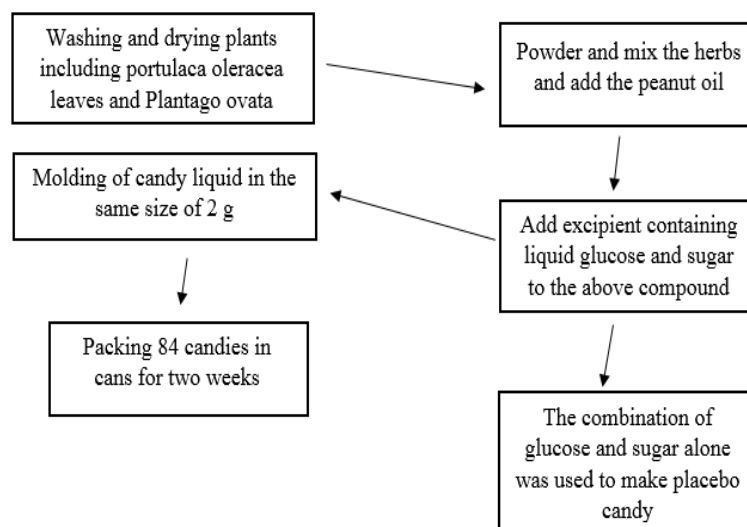 Washing and drying plants
including portulaca oleracea
leaves and Plantago ovata
Powder and mix the herbs
and add the peanut oil
Add excipient containing
liquid glucose and sugar
to the above compound
Molding of candy liquid in the
same size of 2 g
Packing 84 candies in
cans for two weeks
The combination of
glucose and sugar alone
was used to make placebo
candy